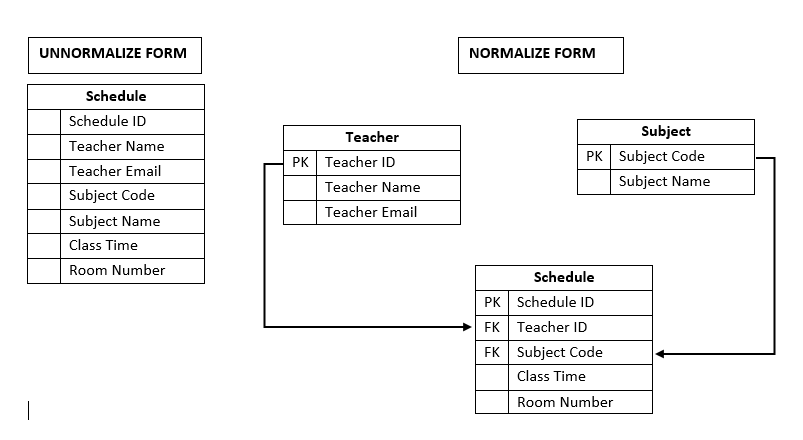 UNNORMALIZE FORM
Schedule
Schedule ID
Teacher Name
Teacher Email
Subject Code
Subject Name
Class Time
Room Number
NORMALIZE FORM
Teacher
PK Teacher ID
Teacher Name
Teacher Email
Subject
PK Subject Code
Subject Name
Schedule
PK Schedule ID
FK Teacher ID
FK Subject Code
Class Time
Room Number